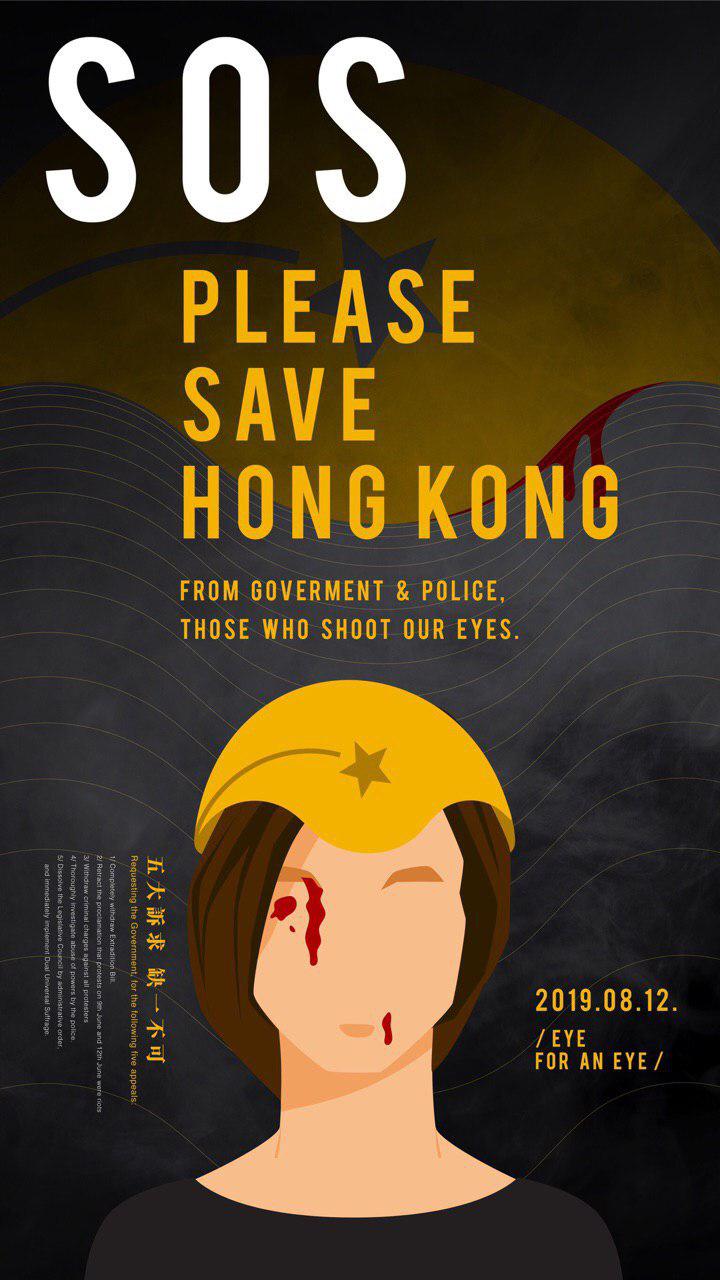 SOS
PLEASE
SAVE
HONG KONG
FROM GOVERMENT & POLICE,
THOSE WHO SHOOT OUR EYES.
五大訴求 缺一不可
Requesting the Government, for the following five appeals:
1/ Completely withdraw Extradition Bill.
2/ Retract the proclamation that protests on 9th June and 12th June were riots
3/ Withdraw criminal charges against all protesters
4/ Thoroughly investigate abuse of powers by the police.
5/ Dissolve the Legislative Council by administrative order,
and immediately implement Dual Universal Suffrage.
2019.08.12.
/ EYE
FOR AN EYE /